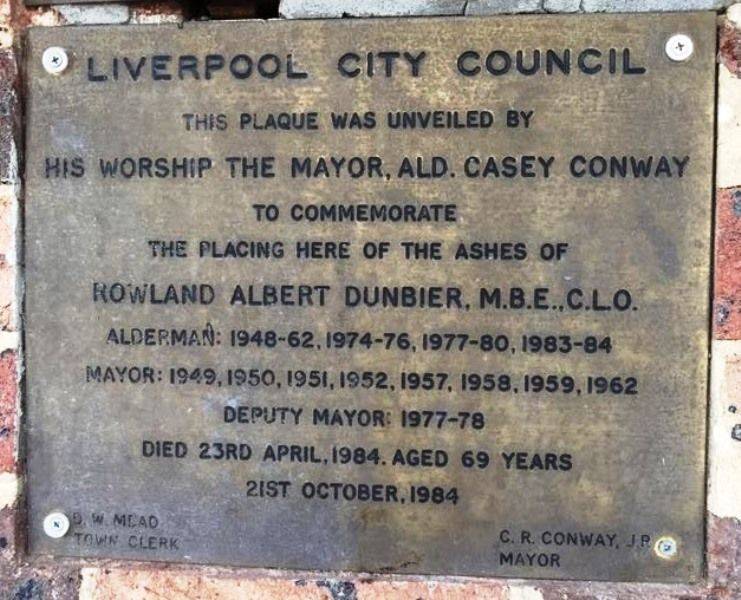 LIVERPOOL CITY COUNCIL
THIS PLAQUE WAS UNVEILED BY
HIS WORSHIP THE MAYOR, ALD. CASEY CONWAY
TO COMMEMORATE
THE PLACING HERE OF THE ASHES OF
ROWLAND ALBERT DUNBIER, M.B.E., C.L.O.
ALDERMAN: 1948-62, 1974-76, 1977-80, 1983-84
MAYOR: 1949, 1950, 1951, 1952, 1957, 1958, 1959, 1962
DEPUTY MAYOR: 1977-78
DIED 23RD APRIL, 1984. AGED 69 YEARS
21ST OCTOBER, 1984
W. MEAD
TOWN CLERK
C. R. CONWAY, J.P.
MAYOR